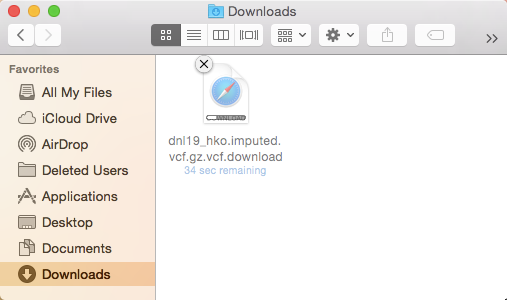 Downloads
Favorites
All My Files
iCloud Drive
AirDrop
Deleted Users
Applications
Desktop
Documents
Downloads
dnl19_hko.imputed.
vcf.gz.vcf.download
34 sec remaining